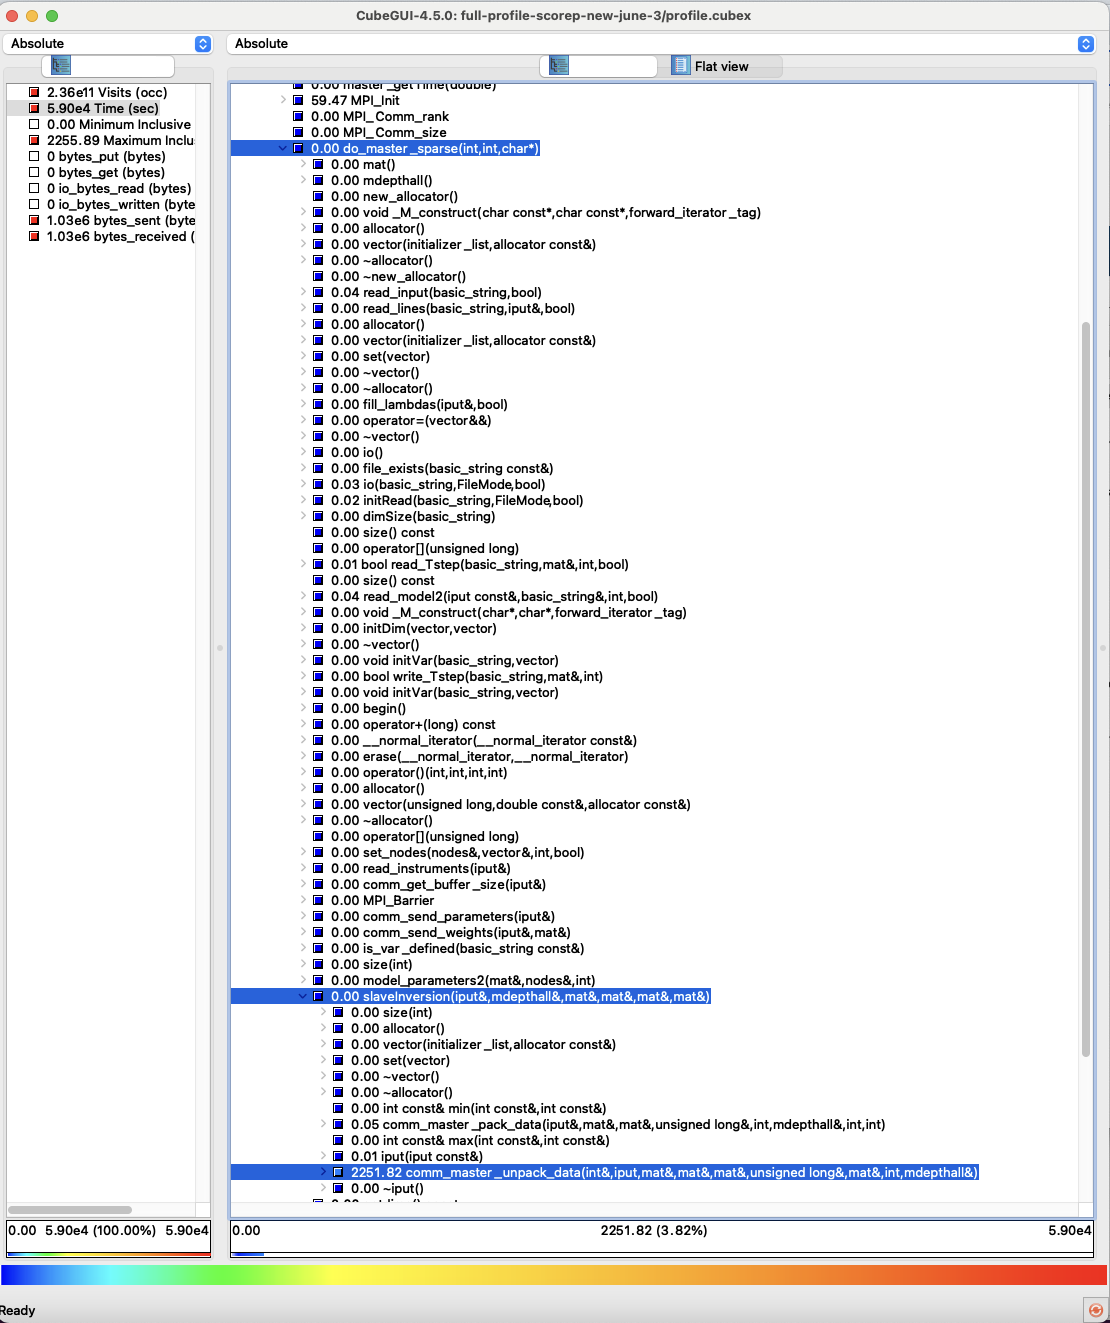 CubeGUI-4.5.0: full-profile-scorep-new-june-3/profile.cubex
Absolute
Absolute
Flat view
2.36e11 Visits (occ)
5.90e4 Time (sec)
0.00 Minimum Inclusive
2255.89 Maximum Inclu
0 bytes_put (bytes)
0 bytes_get (bytes)
0 io_bytes_read (bytes)
0 io_bytes_written (byte
1.03e6 bytes_sent (byte
1.03e6 bytes_received (
0.00 master_getTime(double)
59.47 MPI_Init
0.00 MPI_Comm_rank
0.00 MPI_Comm_size
0.00 do_master_sparse(int,int,char*)
0.00 mat()
0.00 mdepthall()
0.00 new_allocator()
0.00 void _M_construct(char const*,char const*,forward_iterator_tag)
0.00 allocator()
0.00 vector(initializer_list,allocator const&)
0.00 ~allocator()
0.00 ~new_allocator()
0.04 read_input(basic_string,bool)
0.00 read_lines(basic_string,iput&,bool)
0.00 allocator()
0.00 vector(initializer_list,allocator const&)
0.00 set(vector)
0.00 ~vector()
0.00 ~allocator()
0.00 fill_lambdas(iput&,bool)
0.00 operator=(vector&&)
0.00 ~vector()
0.00 io()
0.00 file_exists(basic_string const&)
0.03 io(basic_string,FileMode,bool)
0.02 initRead(basic_string,FileMode,bool)
0.00 dimSize(basic_string)
0.00 size() const
0.00 operator[](unsigned long)
0.01 bool read_Tstep(basic_string,mat&,int,bool)
0.00 size() const
0.04 read_model2(iput const&,basic_string&,int,bool)
0.00 void _M_construct(char*,char*,forward_iterator_tag)
0.00 initDim(vector,vector)
0.00 ~vector()
0.00 void initVar(basic_string,vector)
0.00 bool write_Tstep(basic_string,mat&,int)
0.00 void initVar(basic_string,vector)
0.00 begin()
0.00 operator+(long) const
0.00 __normal_iterator(__normal_iterator const&)
0.00 erase(__normal_iterator,__normal_iterator)
0.00 operator()(int,int,int,int)
0.00 allocator()
0.00 vector(unsigned long,double const&,allocator const&)
0.00 ~allocator()
0.00 operator[](unsigned long)
0.00 set_nodes(nodes&,vector&,int,bool)
0.00 read_instruments(iput&)
0.00 comm_get_buffer_size(iput&)
0.00 MPI_Barrier
0.00 comm_send_parameters(iput&)
0.00 comm_send_weights(iput&,mat&)
0.00 is_var_defined(basic_string const&)
0.00 size(int)
0.00 model_parameters2(mat&,nodes&,int)
0.00 slaveInversion(iput&,mdepthall&,mat&,mat&,mat&,mat&)
0.00 size(int)
0.00 allocator()
0.00 vector(initializer_list,allocator const&)
0.00 set(vector)
0.00 ~vector()
0.00 ~allocator()
0.00 int const& min(int const&,int const&)
0.05 comm_master_pack_data(iput&,mat&,mat&,unsigned long&,int,mdepthall&,int,int)
0.00 int const& max(int const&,int const&)
0.01 iput(iput const&)
2251.82 comm_master_unpack_data(int&,iput,mat&,mat&,mat&,unsigned long&,mat&,int,mdepthall&)
0.00 ~iput()
0.00 5.90e4 (100.00%) 5.90e4
0.00 2251.82 (3.82%) 5.90e4
Ready